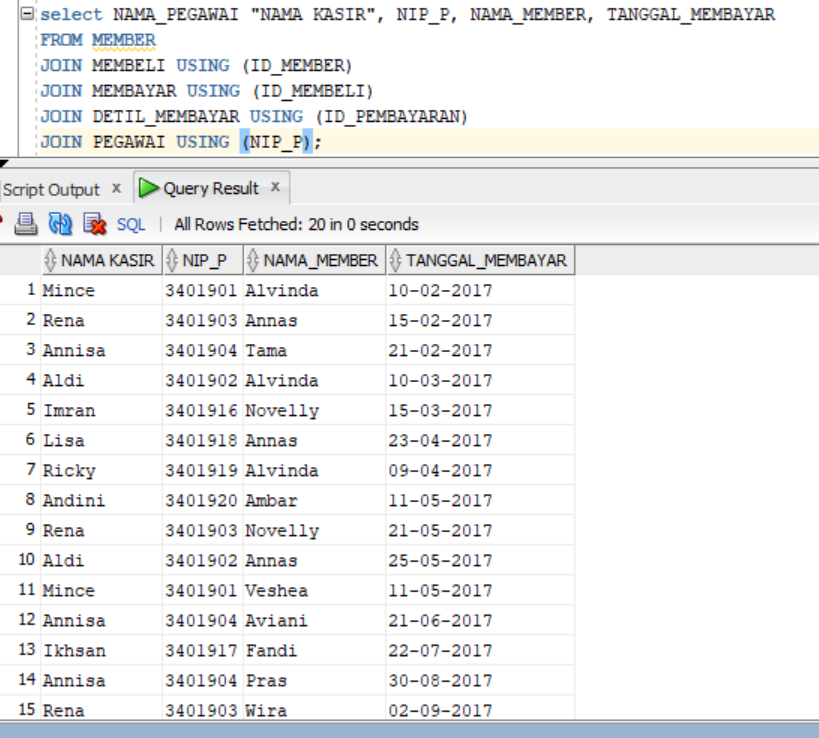 select NAMA_PEGAWAI "NAMA KASIR", NIP_P, NAMA_MEMBER, TANGGAL_MEMBAYAR
FROM MEMBER
JOIN MEMBELI USING (ID_MEMBER)
JOIN MEMBAYAR USING (ID_MEMBELI)
JOIN DETIL_MEMBAYAR USING (ID_PEMBAYARAN)
JOIN PEGAWAI USING (NIP_P);
Script Output x Query Result x
SQL | All Rows Fetched: 20 in 0 seconds
NAMA KASIR NIP_P NAMA_MEMBER TANGGAL_MEMBAYAR
1 Mince 3401901 Alvinda 10-02-2017
2 Rena 3401903 Annas 15-02-2017
3 Annisa 3401904 Tama 21-02-2017
4 Aldi 3401902 Alvinda 10-03-2017
5 Imran 3401916 Novelly 15-03-2017
6 Lisa 3401918 Annas 23-04-2017
7 Ricky 3401919 Alvinda 09-04-2017
8 Andini 3401920 Ambar 11-05-2017
9 Rena 3401903 Novelly 21-05-2017
10 Aldi 3401902 Annas 25-05-2017
11 Mince 3401901 Veshea 11-05-2017
12 Annisa 3401904 Aviani 21-06-2017
13 Ikhsan 3401917 Fandi 22-07-2017
14 Annisa 3401904 Pras 30-08-2017
15 Rena 3401903 Wira 02-09-2017